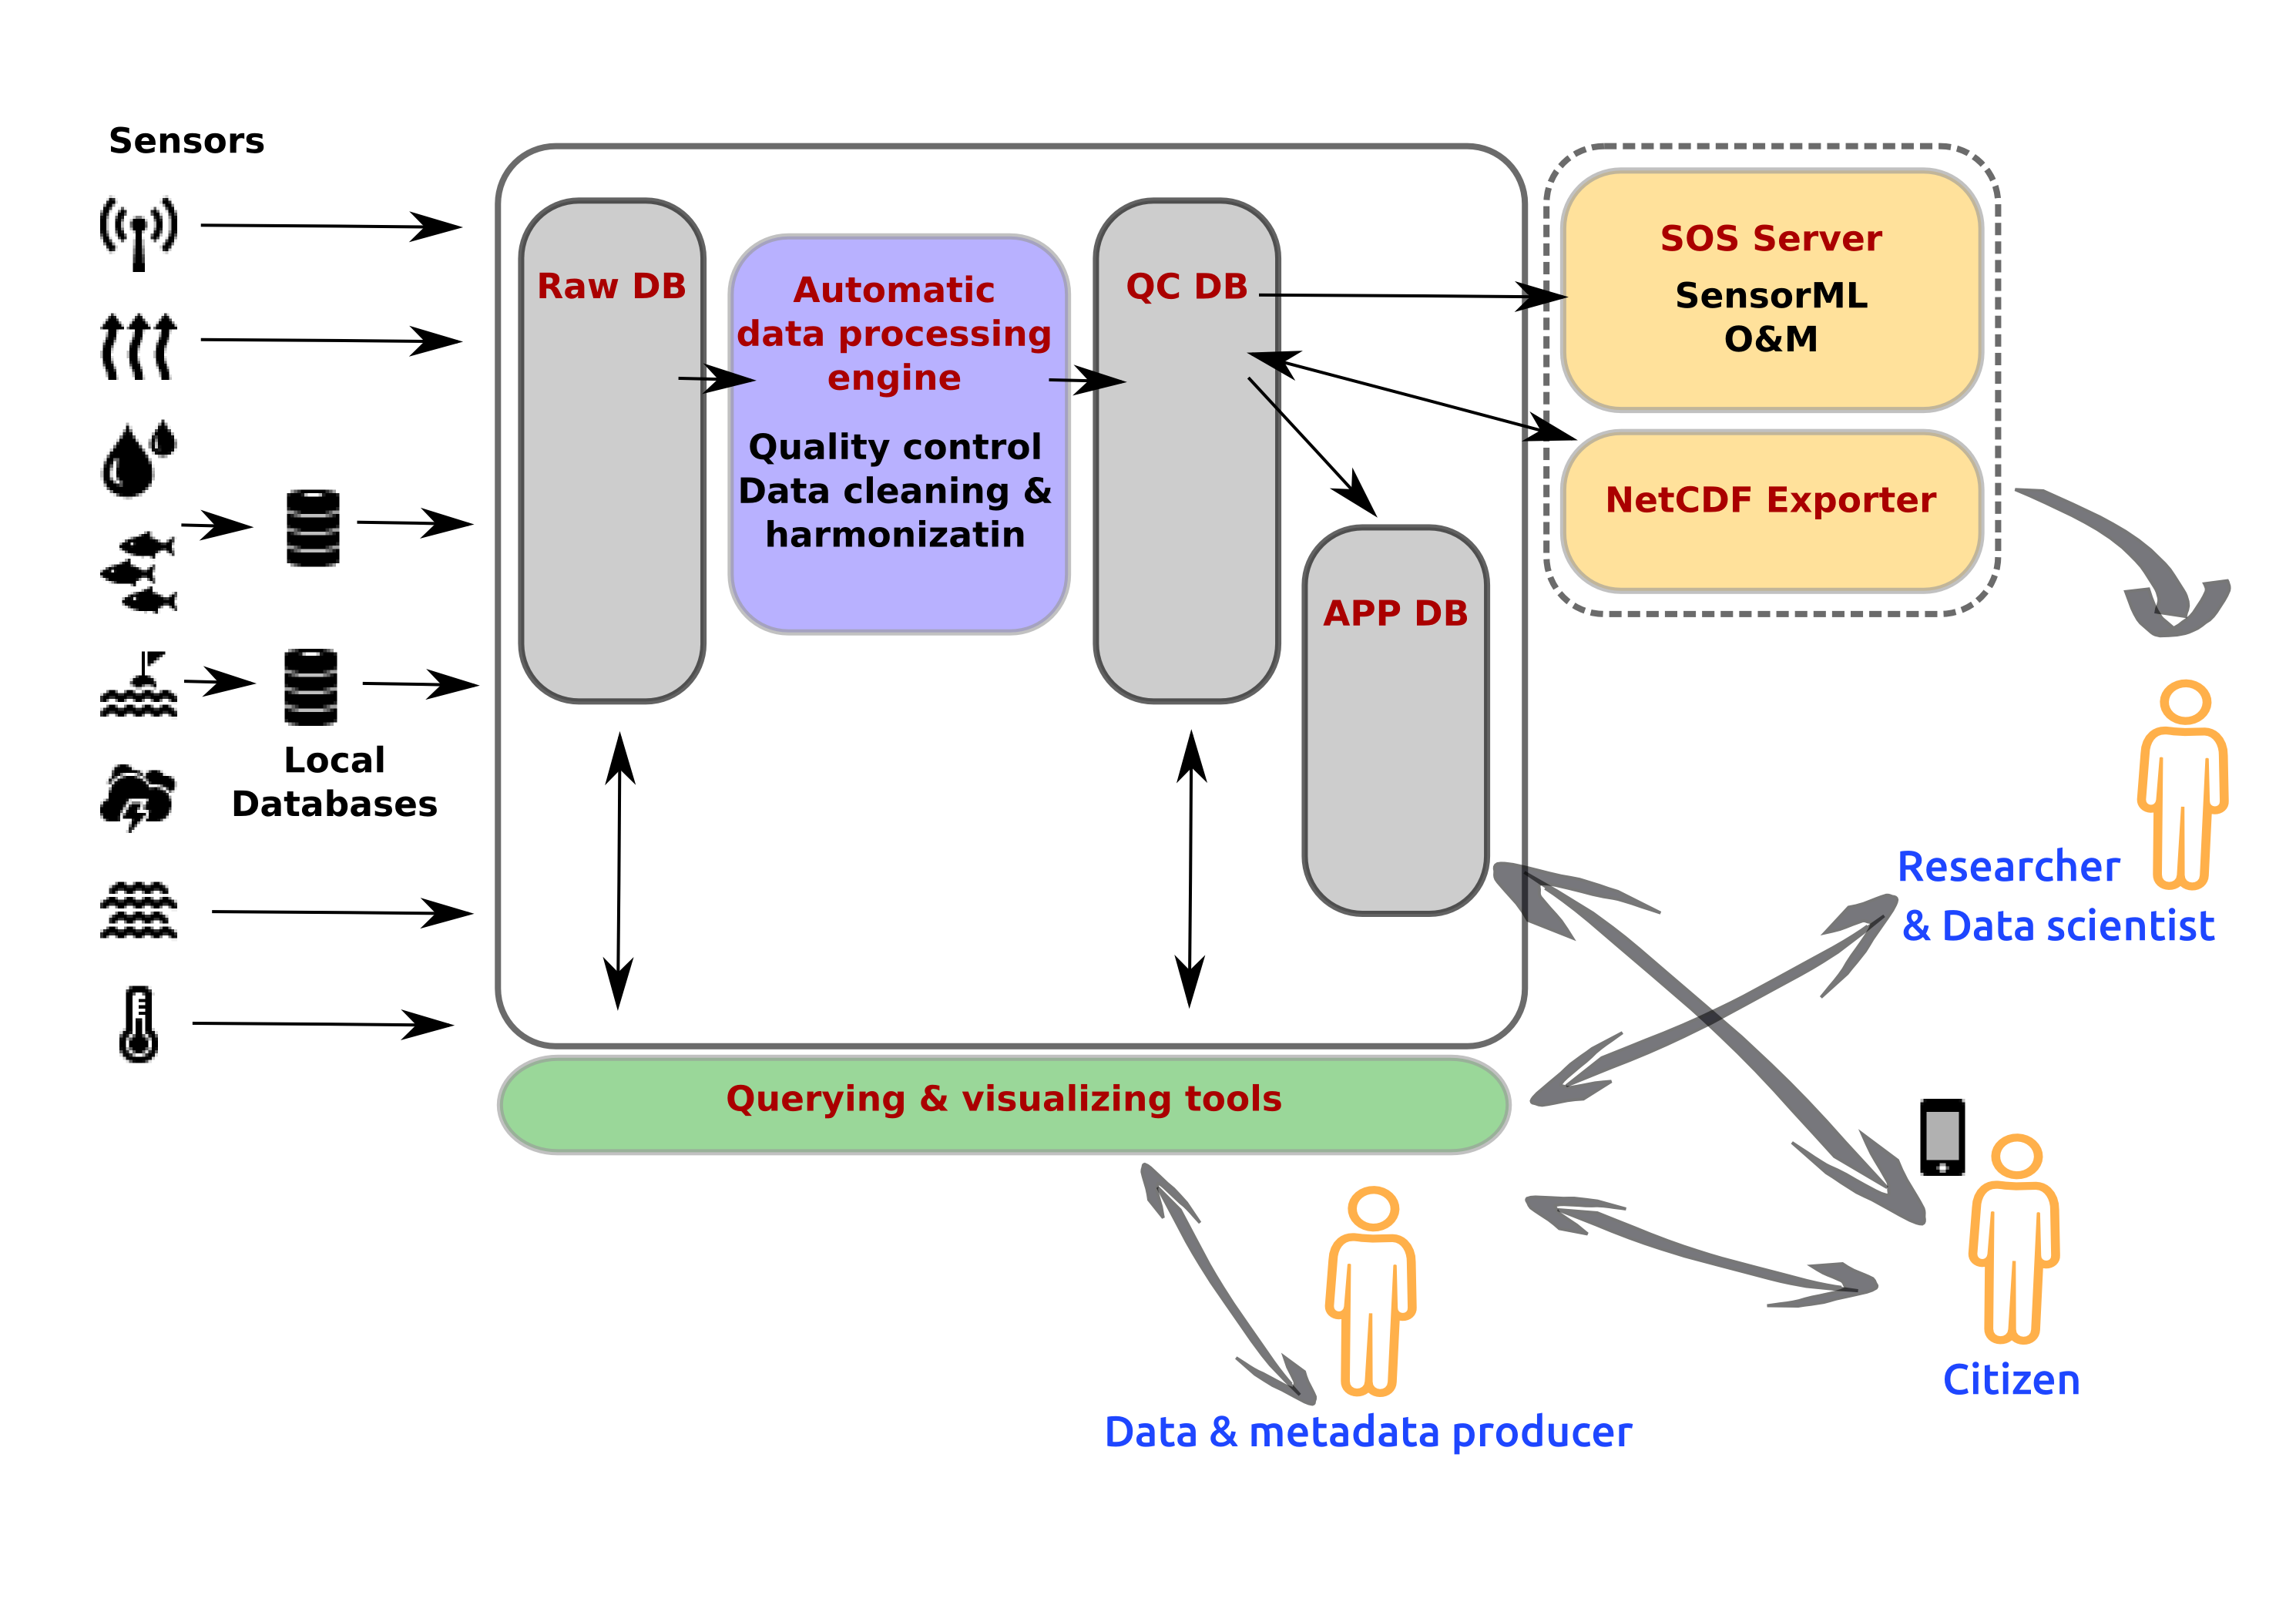 Sensors
Local
Databases
Raw DB
Automatic
data processing
engine
Quality control
Data cleaning &
harmonizatin
QC DB
APP DB
SOS Server
SensorML
O&M
NetCDF Exporter
Querying & visualizing tools
Researcher
& Data scientist
Citizen
Data & metadata producer